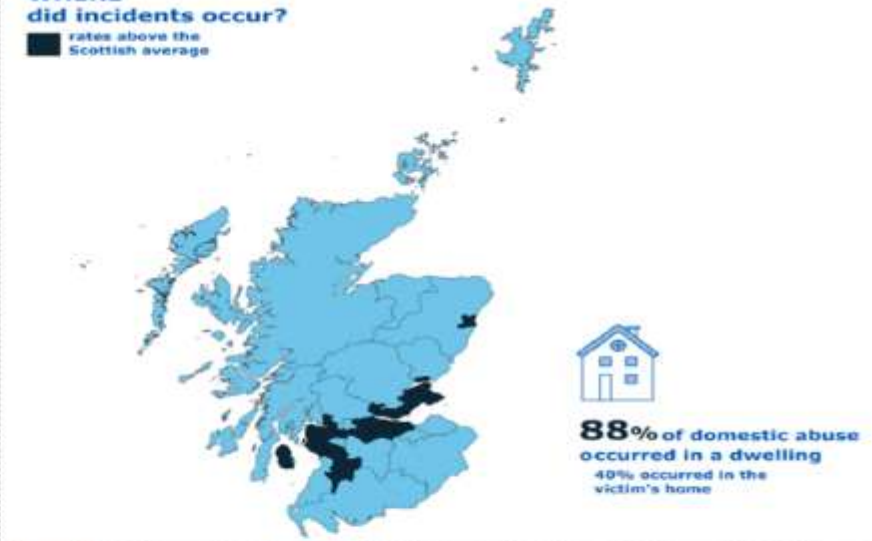 did incidents occur?
rates above the
Scottish average
88% of domestic abuse
occurred in a dwelling
40% occurred in the
victim's home